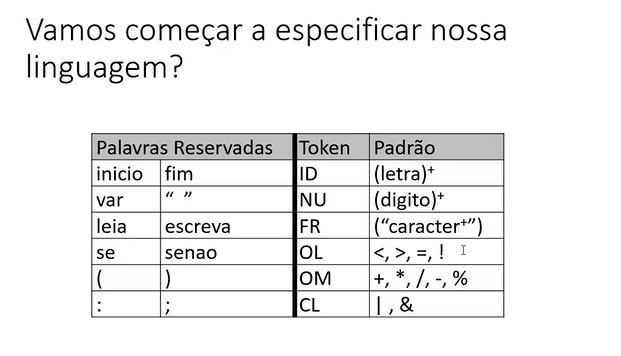 Vamos começar a especificar nossa
linguagem?
Palavras Reservadas Token Padrão
inicio fim ID (letra)⁺
var “ ” NU (digito)⁺
leia escreva FR (“caracter⁺”)
se senao OL <, >, =, !
( ) OM +, *, /, -, %
: ; CL | , &